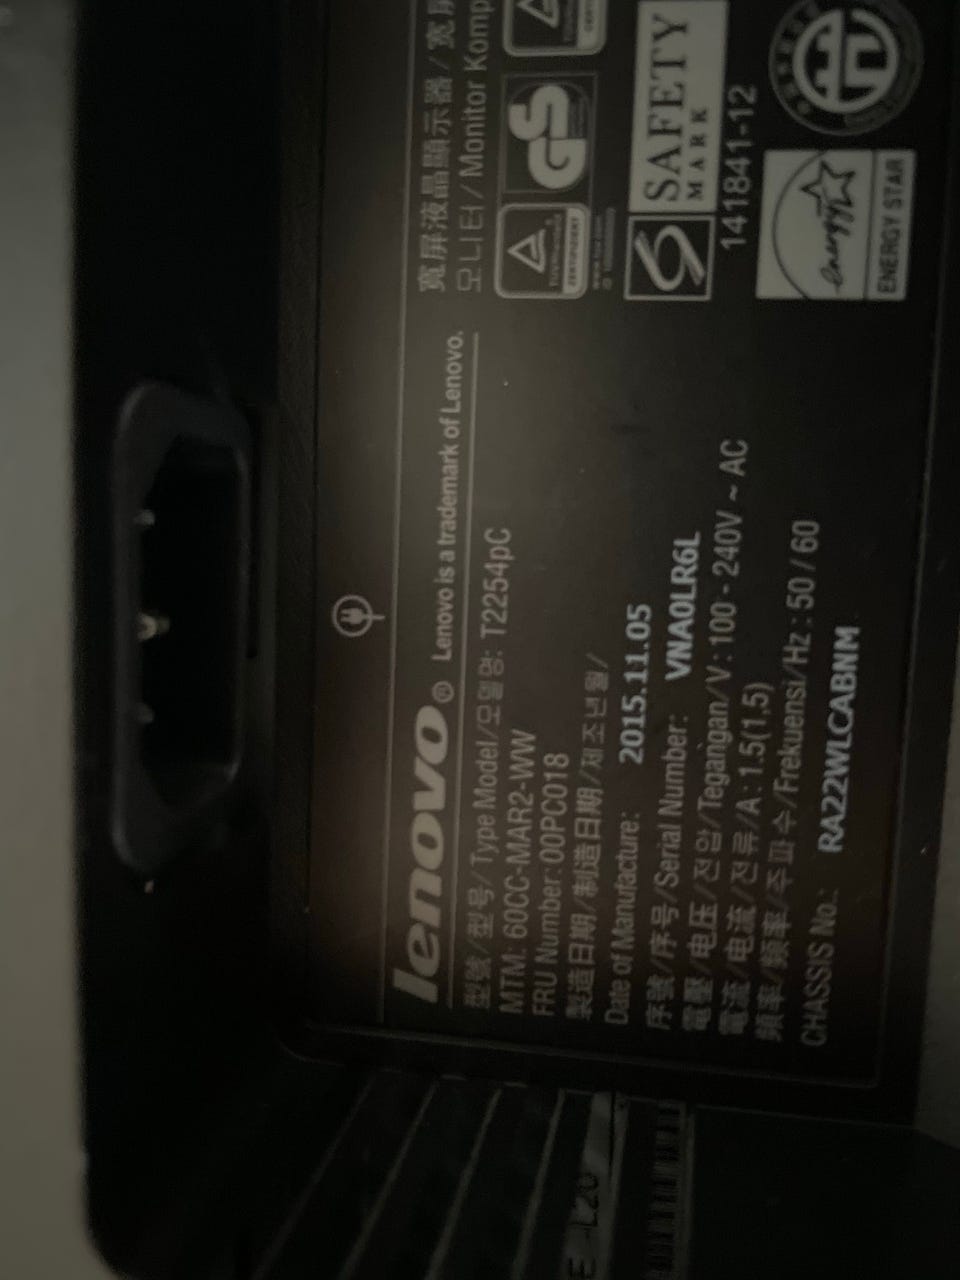 lenovo® Lenovo is a trademark of Lenovo.
型號/型号/Type Model/모델명: T2254pC
MTM: 60CC-MAR2-WW
FRU Number:00PC018
製造日期/制造日期/제조년월/
Date of Manufacture: 2015.11.05
序號/序号/Serial Number: VNA0LR6L
電壓/电压/전압/Tegangan/V: 100 - 240V ~ AC
電流/电流/전류/A: 1.5(1,5)
頻率/频率/주파수/Frekuensi/Hz: 50 / 60
CHASSIS No.: RA22WLCABNM
寬屏液晶顯示器 / 宽屏
모니터 / Monitor Komp
GS
SAFETY
MARK
141841-12
energy
ENERGY STAR